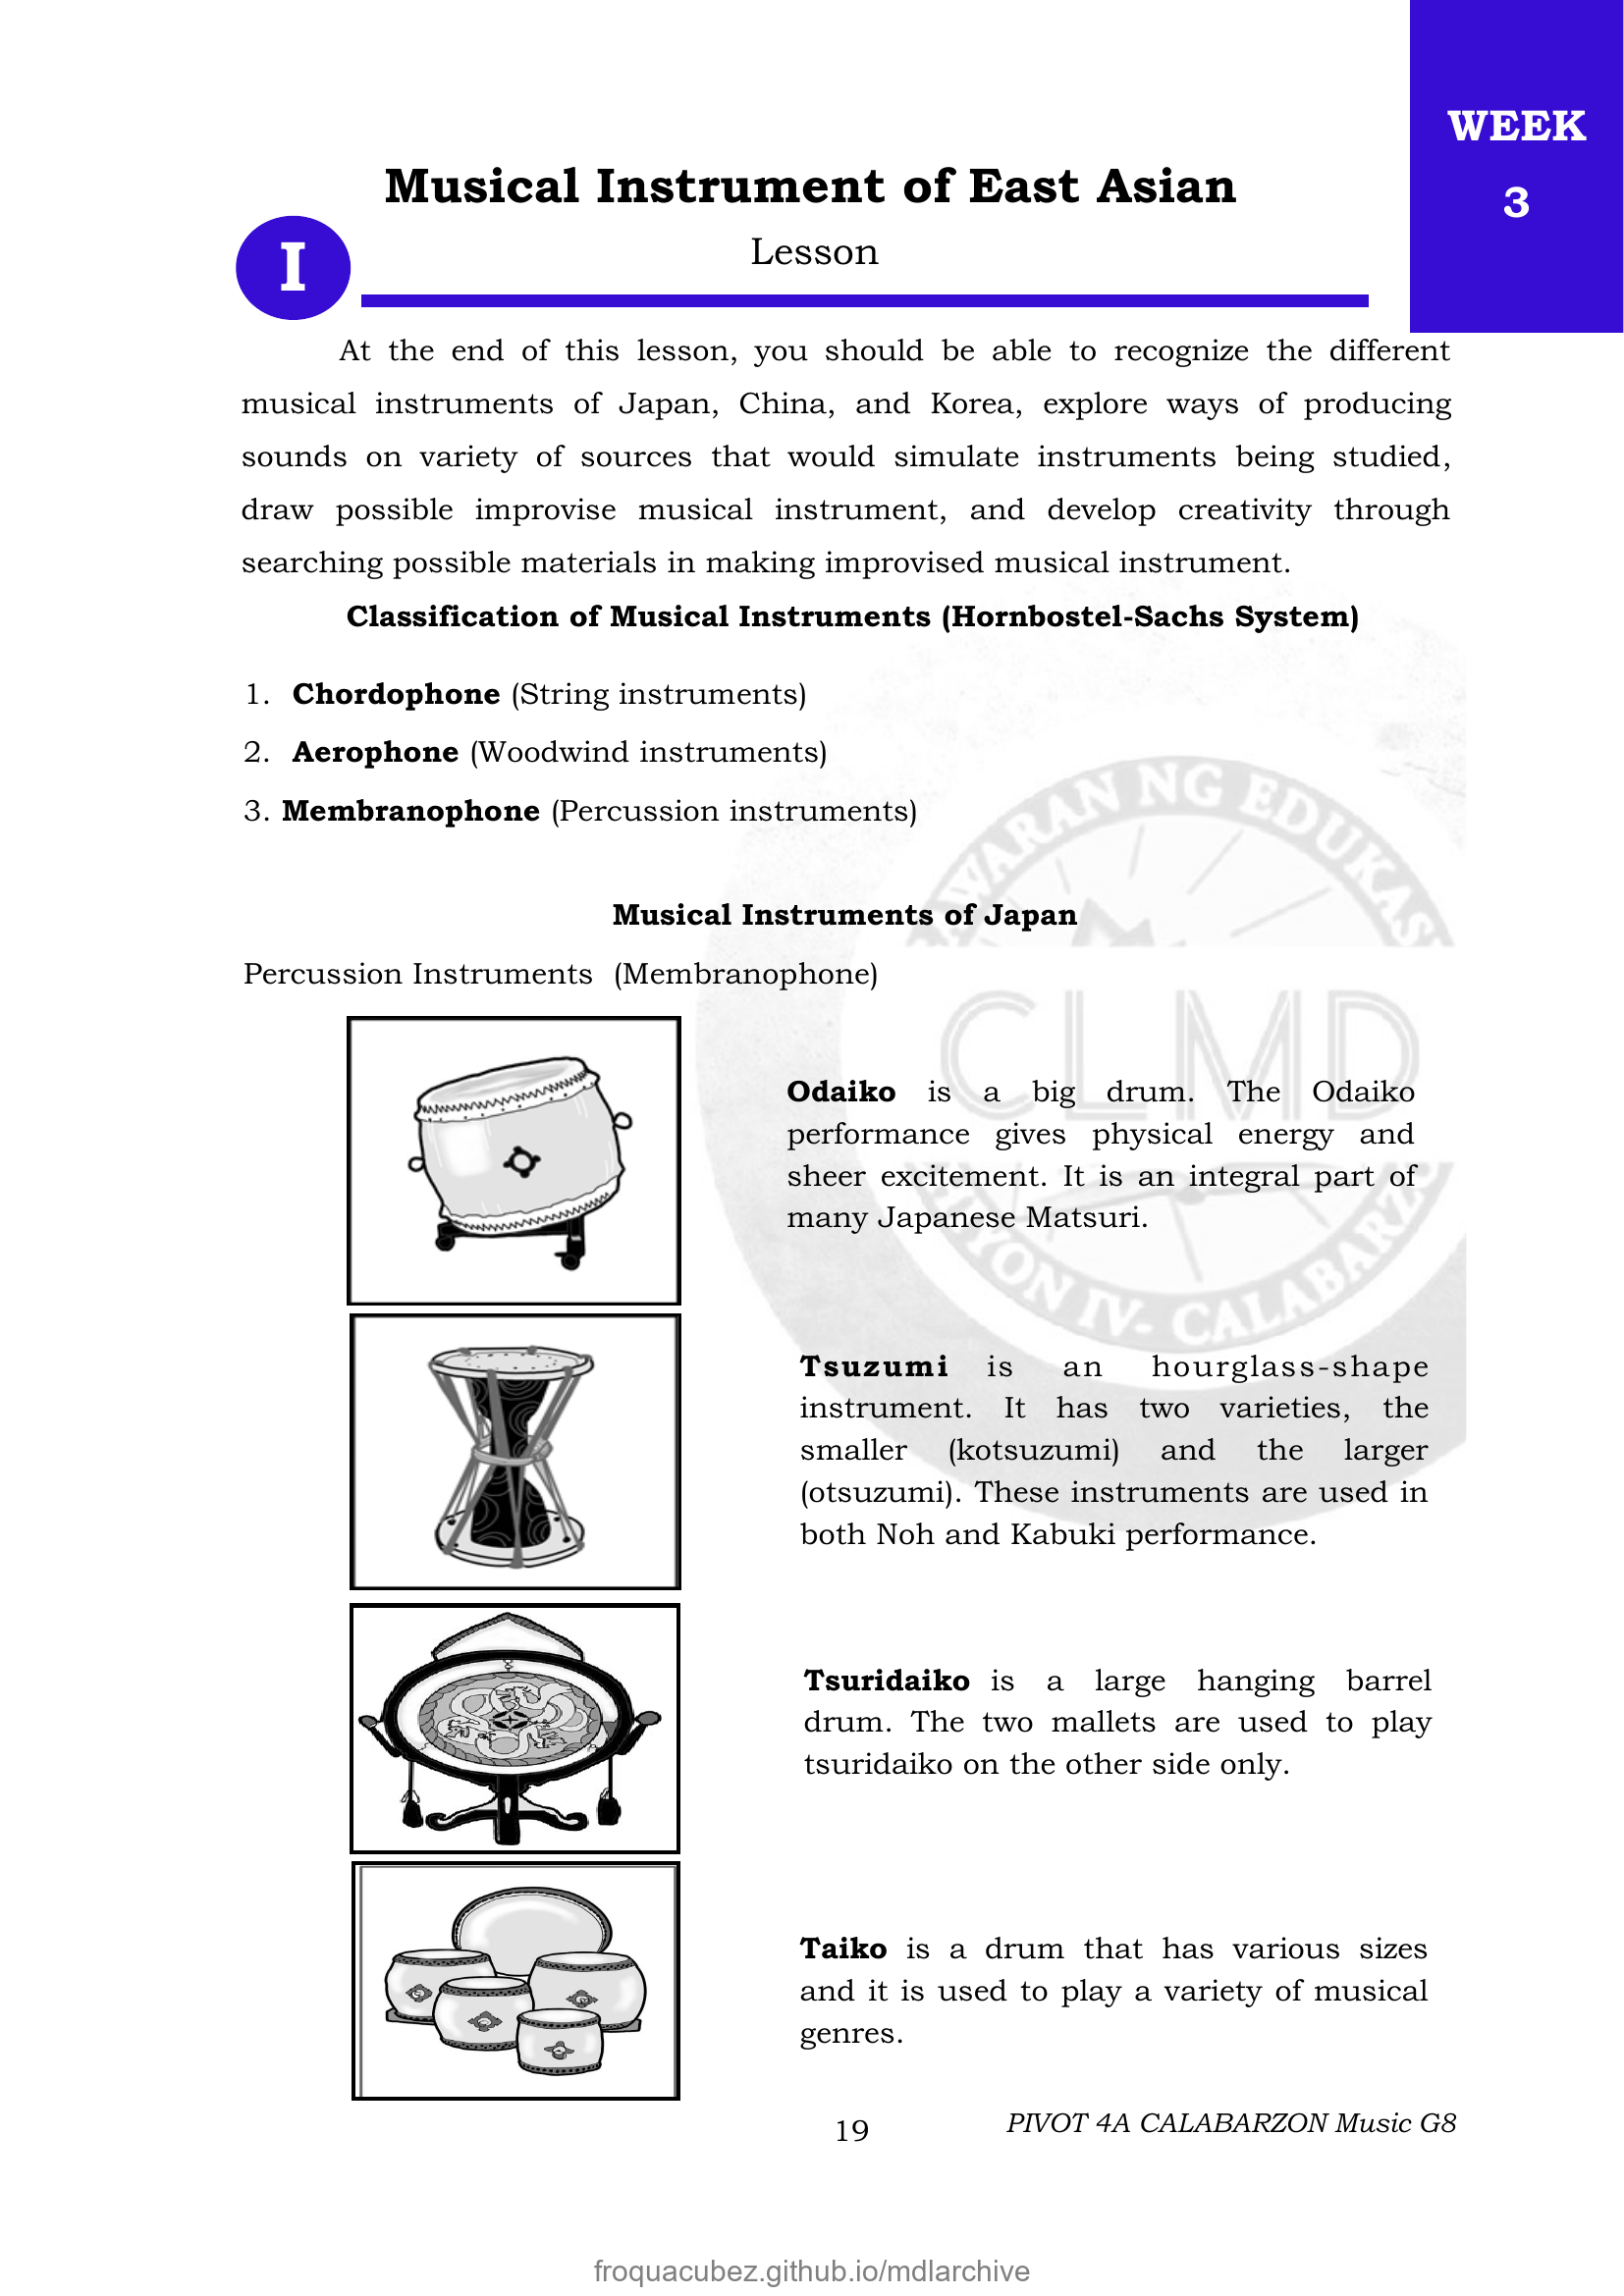 WEEK
3
Musical Instrument of East Asian
Lesson
I
At the end of this lesson, you should be able to recognize the different
musical instruments of Japan, China, and Korea, explore ways of producing
sounds on variety of sources that would simulate instruments being studied,
draw possible improvise musical instrument, and develop creativity through
searching possible materials in making improvised musical instrument.
Classification of Musical Instruments (Hornbostel-Sachs System)
1. Chordophone (String instruments)
2. Aerophone (Woodwind instruments)
3. Membranophone (Percussion instruments)
Musical Instruments of Japan
Percussion Instruments (Membranophone)
Odaiko is a big drum. The Odaiko
performance gives physical energy and
sheer excitement. It is an integral part of
many Japanese Matsuri.
Tsuzumi is an hourglass-shape
instrument. It has two varieties, the
smaller (kotsuzumi) and the larger
(otsuzumi). These instruments are used in
both Noh and Kabuki performance.
Tsuridaiko is a large hanging barrel
drum. The two mallets are used to play
tsuridaiko on the other side only.
Taiko is a drum that has various sizes
and it is used to play a variety of musical
genres.
NG EDUKAS
CLMD
IV- CALABARZ
19
PIVOT 4A CALABARZON Music G8
froquacubez.github.io/mdlarchive